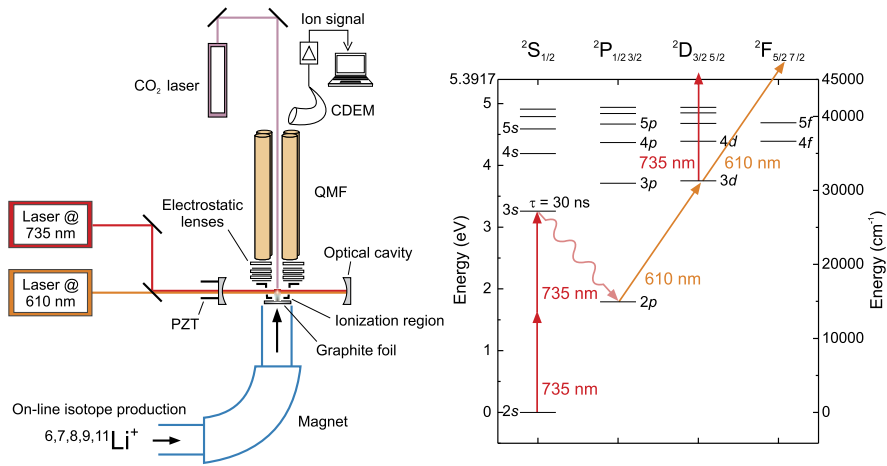 Ion signal
CO2 laser
CDEM
QMF
Electrostatic
lenses
Laser @
735 nm
Optical cavity
Laser @
610 nm
PZT
Ionization region
Graphite foil
On-line isotope production
Magnet
6,7,8,9,11Li+
2S1/2 2P1/2 3/2 2D3/2 5/2 2F5/2 7/2
5.3917
45000
5
40000
5s 5p 5f
4s 4p 4d 4f
4
735 nm 610 nm
3p 3d
30000
τ = 30 ns
3s
3
Energy (eV)
Energy (cm-1)
20000
610 nm
2
735 nm
2p
10000
1
735 nm
0
2s
0